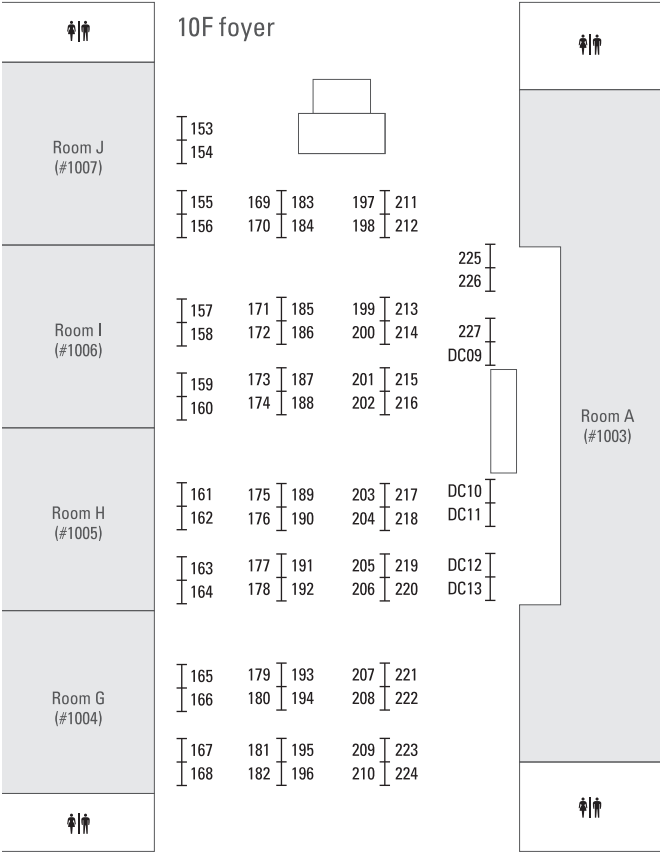 10F foyer
Room J
(#1007)
153
154
155 169 183 197 211
156 170 184 198 212
225
226
Room I
(#1006)
157 171 185 199 213
158 172 186 200 214
227
DC09
159 173 187 201 215
160 174 188 202 216
Room A
(#1003)
Room H
(#1005)
161 175 189 203 217 DC10
162 176 190 204 218 DC11
163 177 191 205 219 DC12
164 178 192 206 220 DC13
Room G
(#1004)
165 179 193 207 221
166 180 194 208 222
167 181 195 209 223
168 182 196 210 224